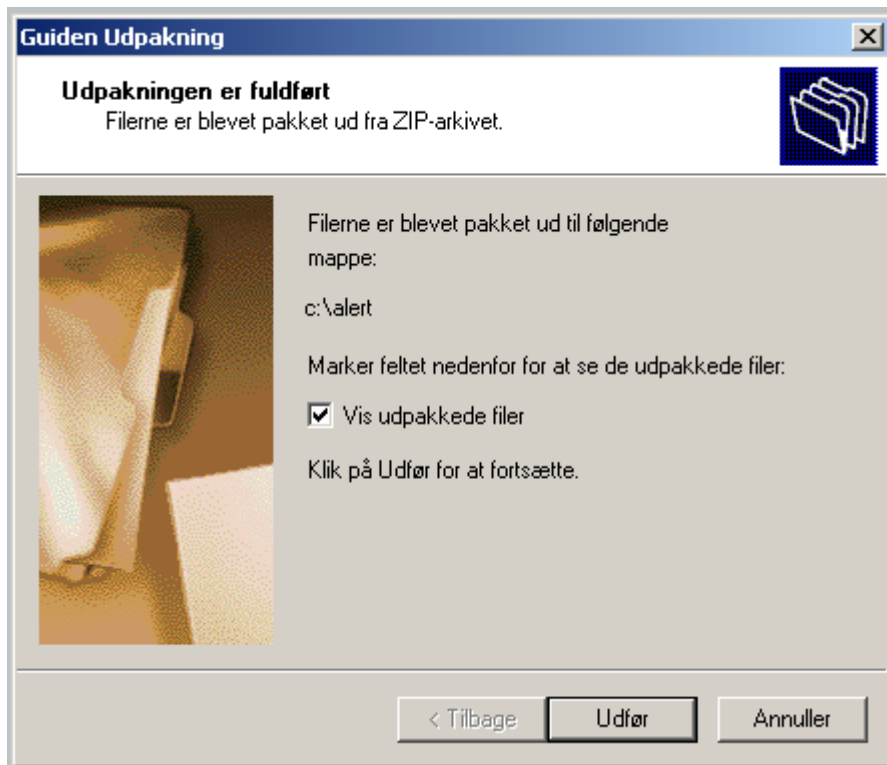 Guiden Udpakning
Udpakningen er fuldført
Filerne er blevet pakket ud fra ZIP-arkivet.
Filerne er blevet pakket ud til følgende
mappe:
c:\alert
Marker feltet nedenfor for at se de udpakkede filer:
Vis udpakkede filer
Klik på Udfør for at fortsætte.
< Tilbage
Udfør
Annuller